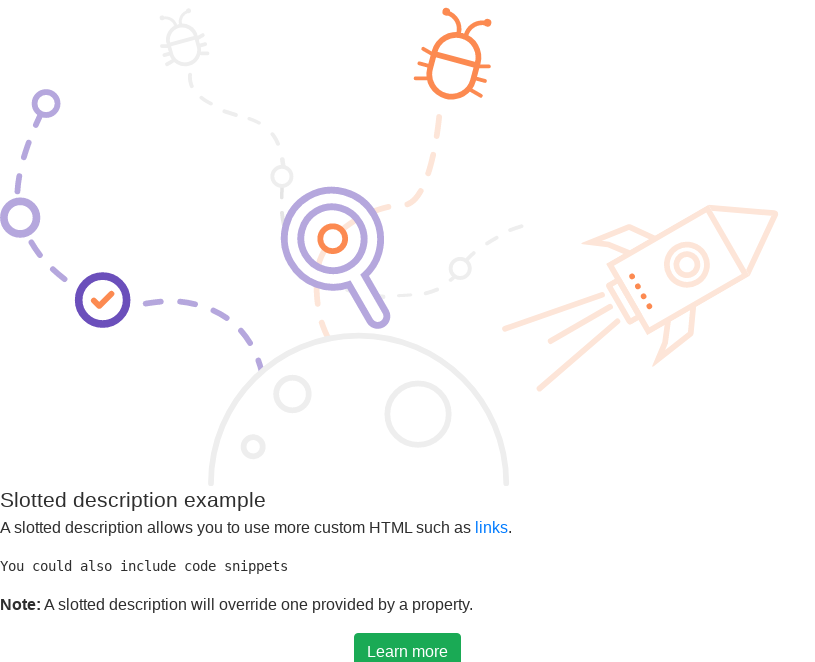 Slotted description example
A slotted description allows you to use more custom HTML such as links.
You could also include code snippets
Note: A slotted description will override one provided by a property.
Learn more